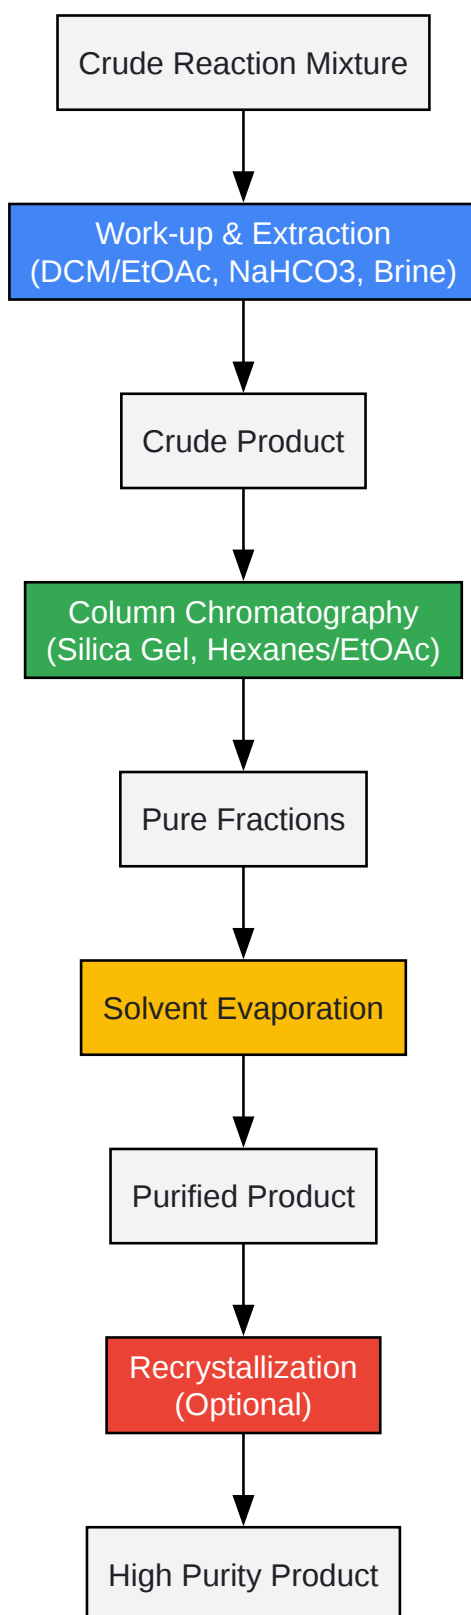 Crude Reaction Mixture
Work-up & Extraction
(DCM/EtOAc, NaHCO3, Brine)
Crude Product
Column Chromatography
(Silica Gel, Hexanes/EtOAc)
Pure Fractions
Solvent Evaporation
Purified Product
Recrystallization
(Optional)
High Purity Product